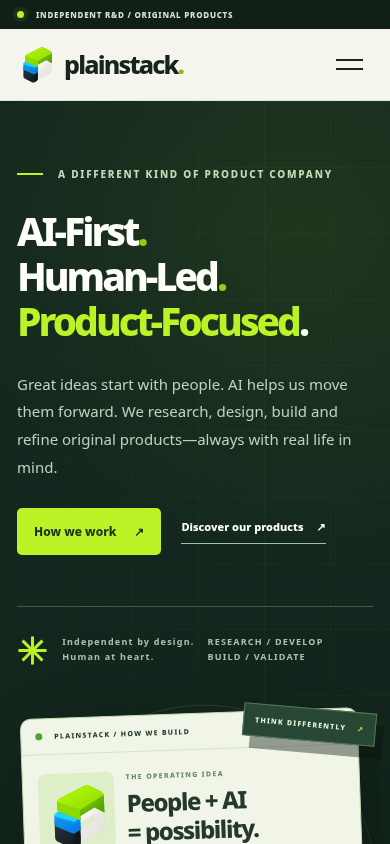 INDEPENDENT R&D / ORIGINAL PRODUCTS
plainstack.
A DIFFERENT KIND OF PRODUCT COMPANY
AI-First.
Human-Led.
Product-Focused.
Great ideas start with people. AI helps us move
them forward. We research, design, build and
refine original products—always with real life in
mind.
How we work ↗
Discover our products ↗
Independent by design.
Human at heart.
RESEARCH / DEVELOP
BUILD / VALIDATE
THINK DIFFERENTLY ↗
PLAINSTACK / HOW WE BUILD
THE OPERATING IDEA
People + AI
= possibility.